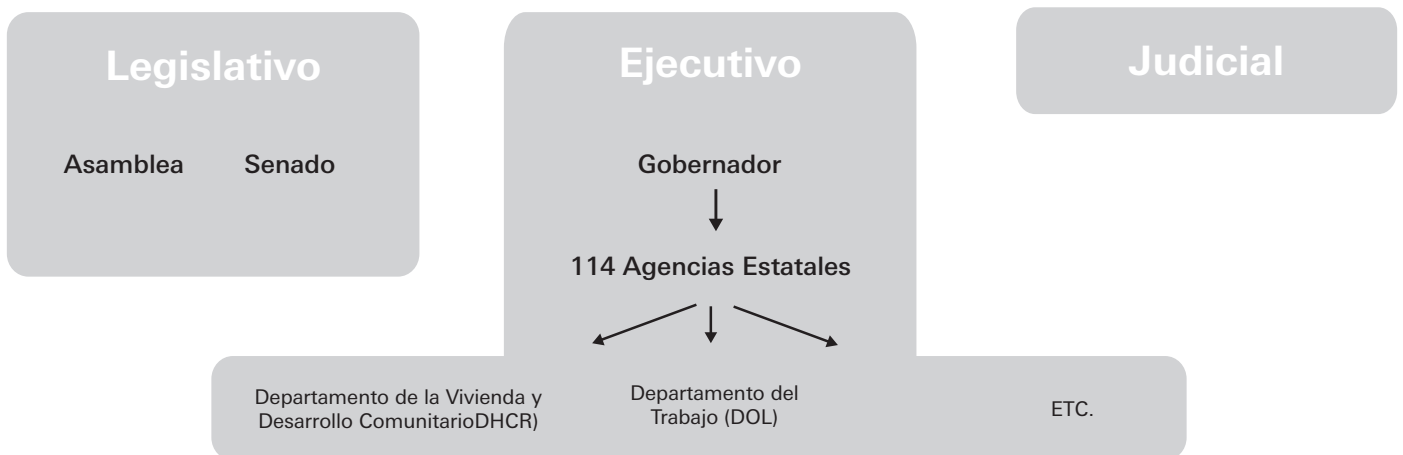 Legislativo
Asamblea Senado
Ejecutivo
Gobernador
114 Agencias Estatales
Departamento de la Vivienda y
Desarrollo ComunitarioDHCR)
Departamento del
Trabajo (DOL)
ETC.
Judicial